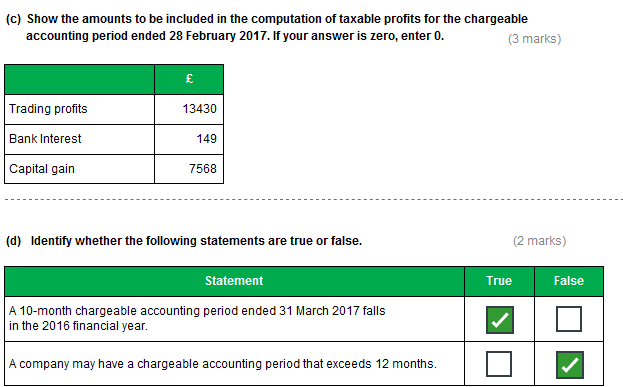 (c) Show the amounts to be included in the computation of taxable profits for the chargeable
accounting period ended 28 February 2017. If your answer is zero, enter 0.
(3 marks)
£
Trading profits 13430
Bank Interest 149
Capital gain 7568
(d) Identify whether the following statements are true or false. (2 marks)
Statement True False
A 10-month chargeable accounting period ended 31 March 2017 falls
in the 2016 financial year.
A company may have a chargeable accounting period that exceeds 12 months.